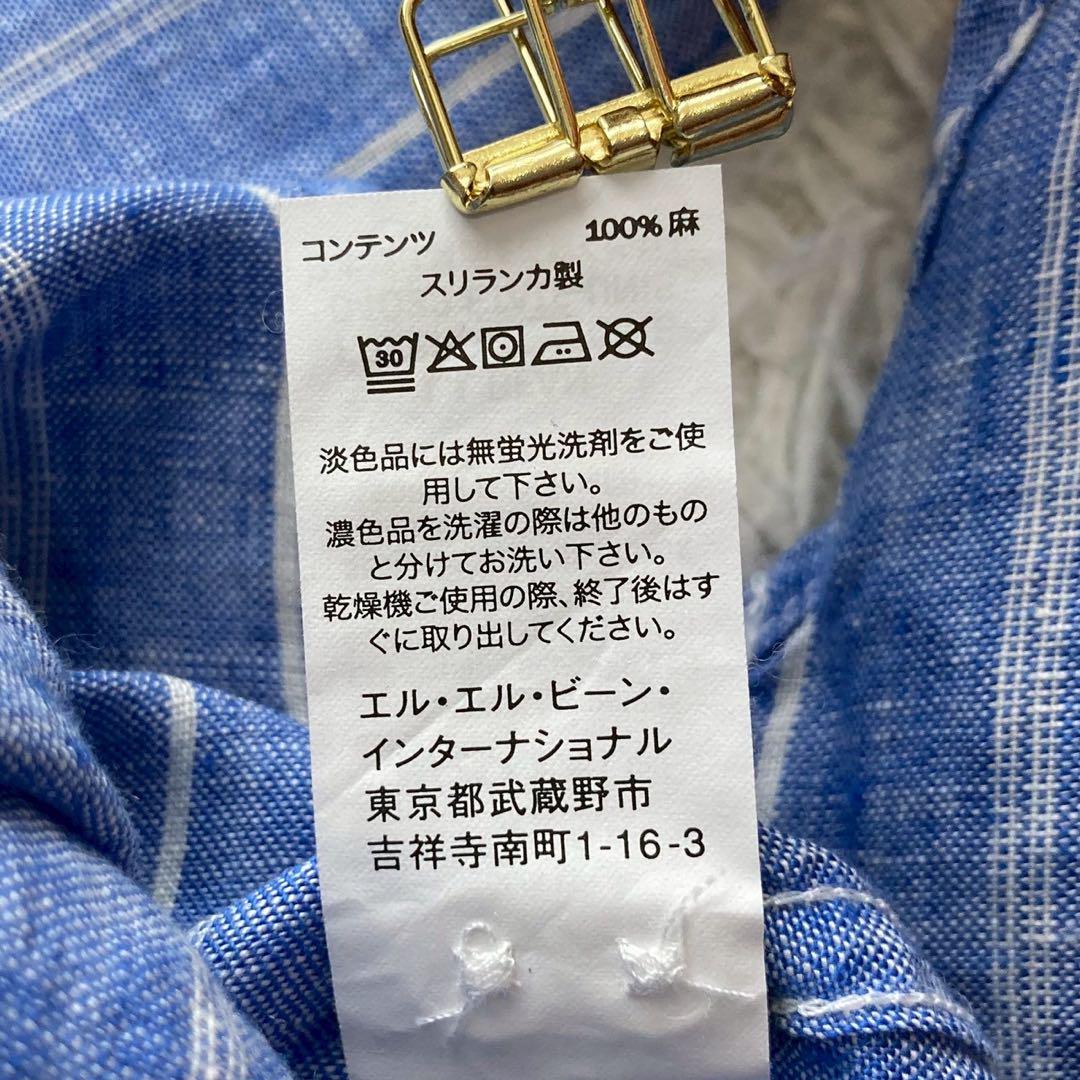 コンテンツ 100% 麻
スリランカ製
30
淡色品には無蛍光洗剤をご使
用して下さい。
濃色品を洗濯の際は他のもの
と分けてお洗い下さい。
乾燥機ご使用の際、終了後はす
ぐに取り出してください。
エル・エル・ビーン・
インターナショナル
東京都武蔵野市
吉祥寺南町1-16-3